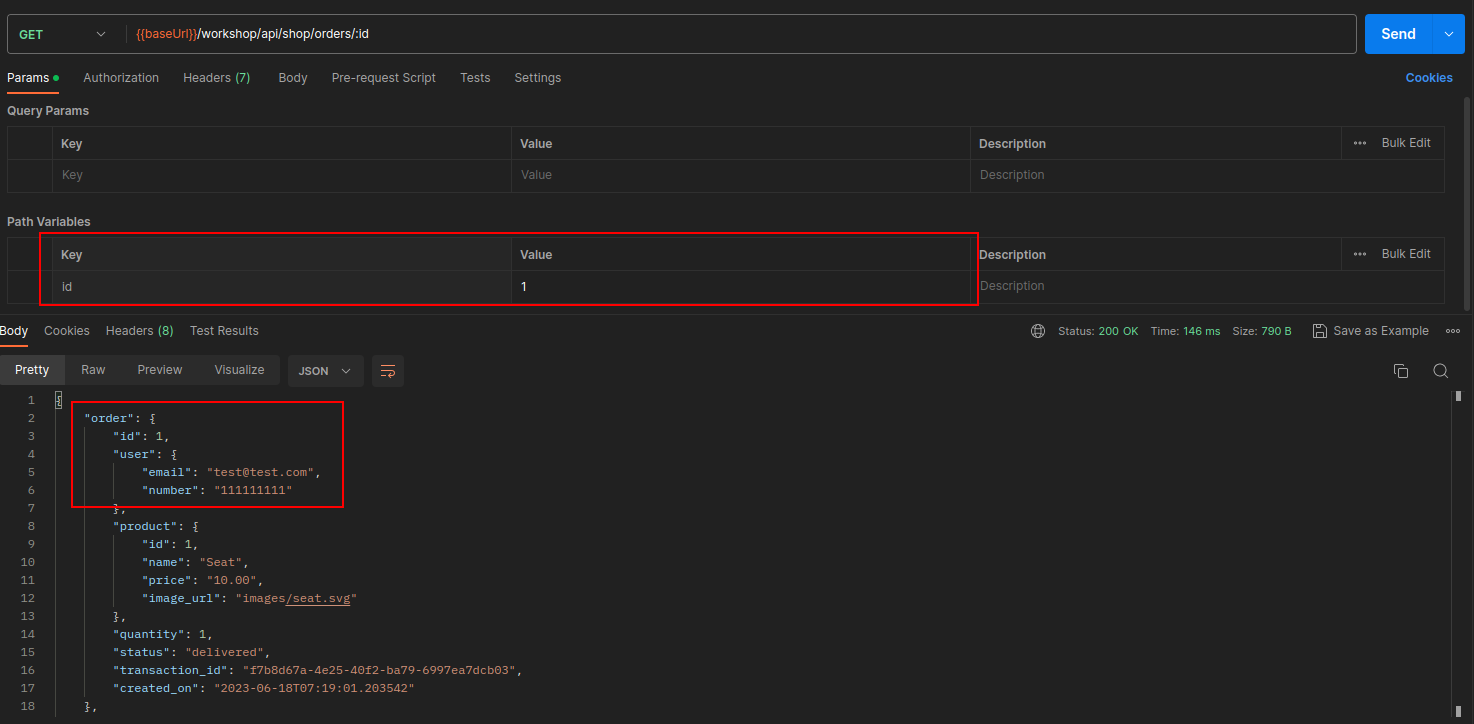 GET {{baseUrl}}/workshop/api/shop/orders/:id Send
Params Authorization Headers (7) Body Pre-request Script Tests Settings Cookies
Query Params
Key Value Description ••• Bulk Edit
Key Value Description
Path Variables
Key Value Description ••• Bulk Edit
id 1 Description
Body Cookies Headers (8) Test Results Status: 200 OK Time: 146 ms Size: 790 B Save as Example •••
Pretty Raw Preview Visualize JSON
1 {
2 "order": {
3 "id": 1,
4 "user": {
5 "email": "test@test.com",
6 "number": "111111111"
7 },
8 "product": {
9 "id": 1,
10 "name": "Seat",
11 "price": "10.00",
12 "image_url": "images/seat.svg"
13 },
14 "quantity": 1,
15 "status": "delivered",
16 "transaction_id": "f7b8d67a-4e25-40f2-ba79-6997ea7dcb03",
17 "created_on": "2023-06-18T07:19:01.203542"
18 },